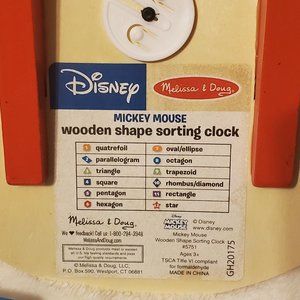 Disney
Melissa & Doug
MICKEY MOUSE
wooden shape sorting clock
1 quatrefoil
2 parallelogram
3 triangle
4 square
5 pentagon
6 hexagon
7 oval/ellipse
8 octagon
9 trapezoid
10 rhombus/diamond
11 rectangle
12 star
Melissa & Doug
We ♥ feedback! Call us: 1-800-284-3948
MelissaAndDoug.com
© Melissa & Doug, LLC
P.O. Box 590, Westport, CT 06881
Disney
MICKEY MOUSE
© Disney
www.disney.com
Mickey Mouse
Wooden Shape Sorting Clock
#5751
Ages 3+
TSCA Title VI compliant
for formaldehyde
MADE IN CHINA
GH20175